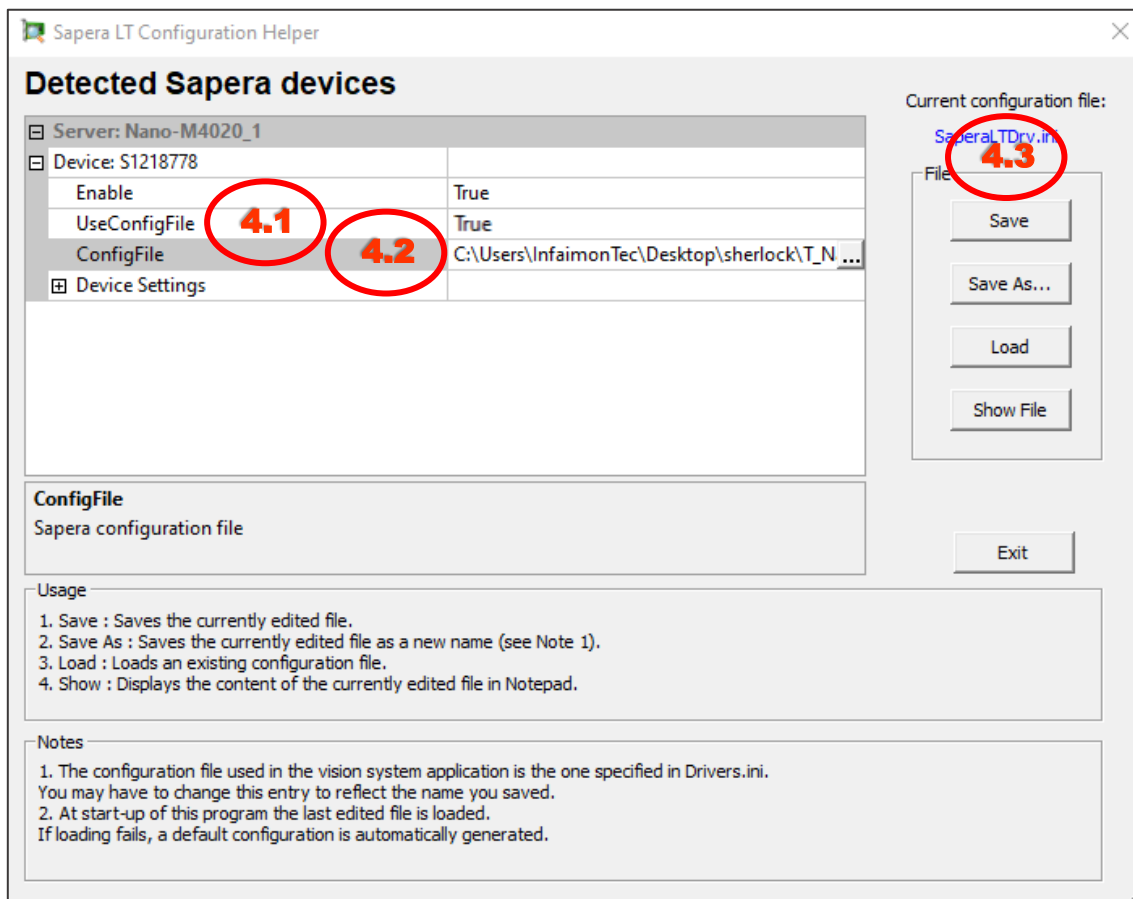 Sapera LT Configuration Helper
Detected Sapera devices
Current configuration file:
SaperaLTDrv.ini
Server: Nano-M4020_1
Device: S1218778
Enable True
UseConfigFile 4.1 True
ConfigFile 4.2 C:\Users\InfaimonTec\Desktop\sherlock\T_N ...
Device Settings
4.3
File
Save
Save As...
Load
Show File
ConfigFile
Sapera configuration file
Exit
Usage
1. Save : Saves the currently edited file.
2. Save As : Saves the currently edited file as a new name (see Note 1).
3. Load : Loads an existing configuration file.
4. Show : Displays the content of the currently edited file in Notepad.
Notes
1. The configuration file used in the vision system application is the one specified in Drivers.ini.
You may have to change this entry to reflect the name you saved.
2. At start-up of this program the last edited file is loaded.
If loading fails, a default configuration is automatically generated.